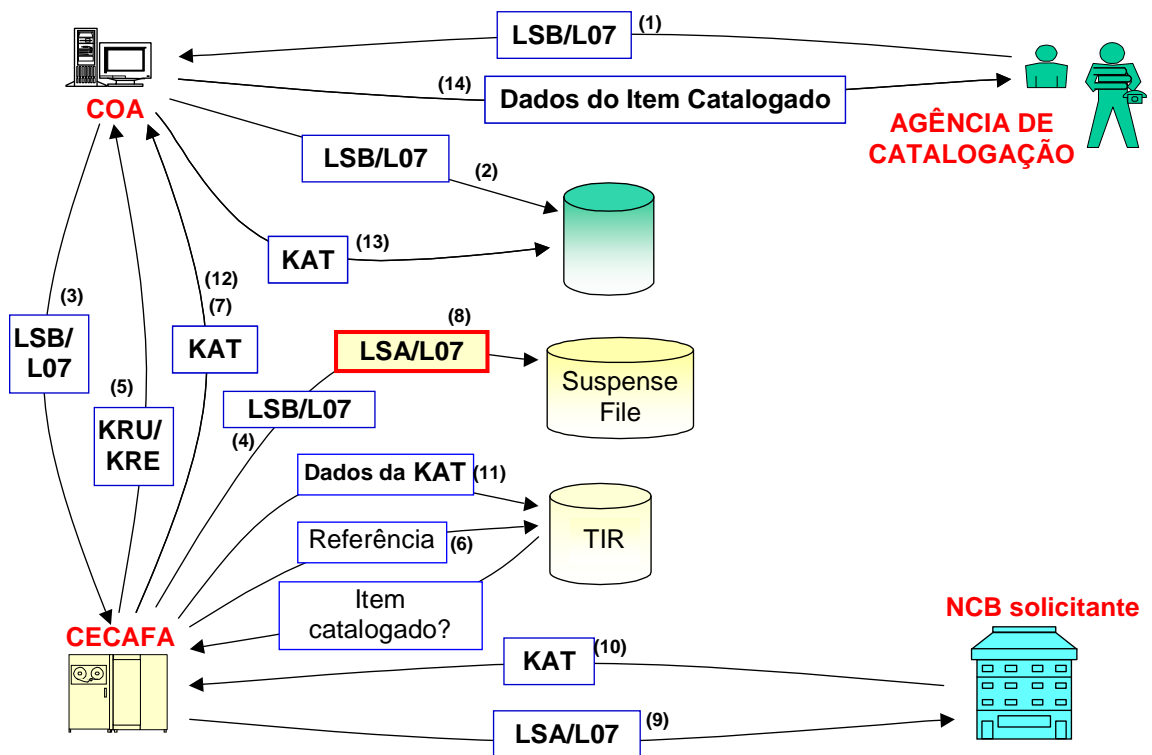 LSB/L07
(1)
(14)
Dados do Item Catalogado
COA
AGÊNCIA DE
CATALOGAÇÃO
LSB/L07
(2)
KAT
(13)
(3)
LSB/
L07
(12)
(7)
KAT
(8)
LSA/L07
Suspense
File
(5)
KRU/
KRE
LSB/L07
(4)
Dados da KAT
(11)
Referência
(6)
TIR
Item
catalogado?
CECAFA
NCB solicitante
KAT
(10)
LSA/L07
(9)